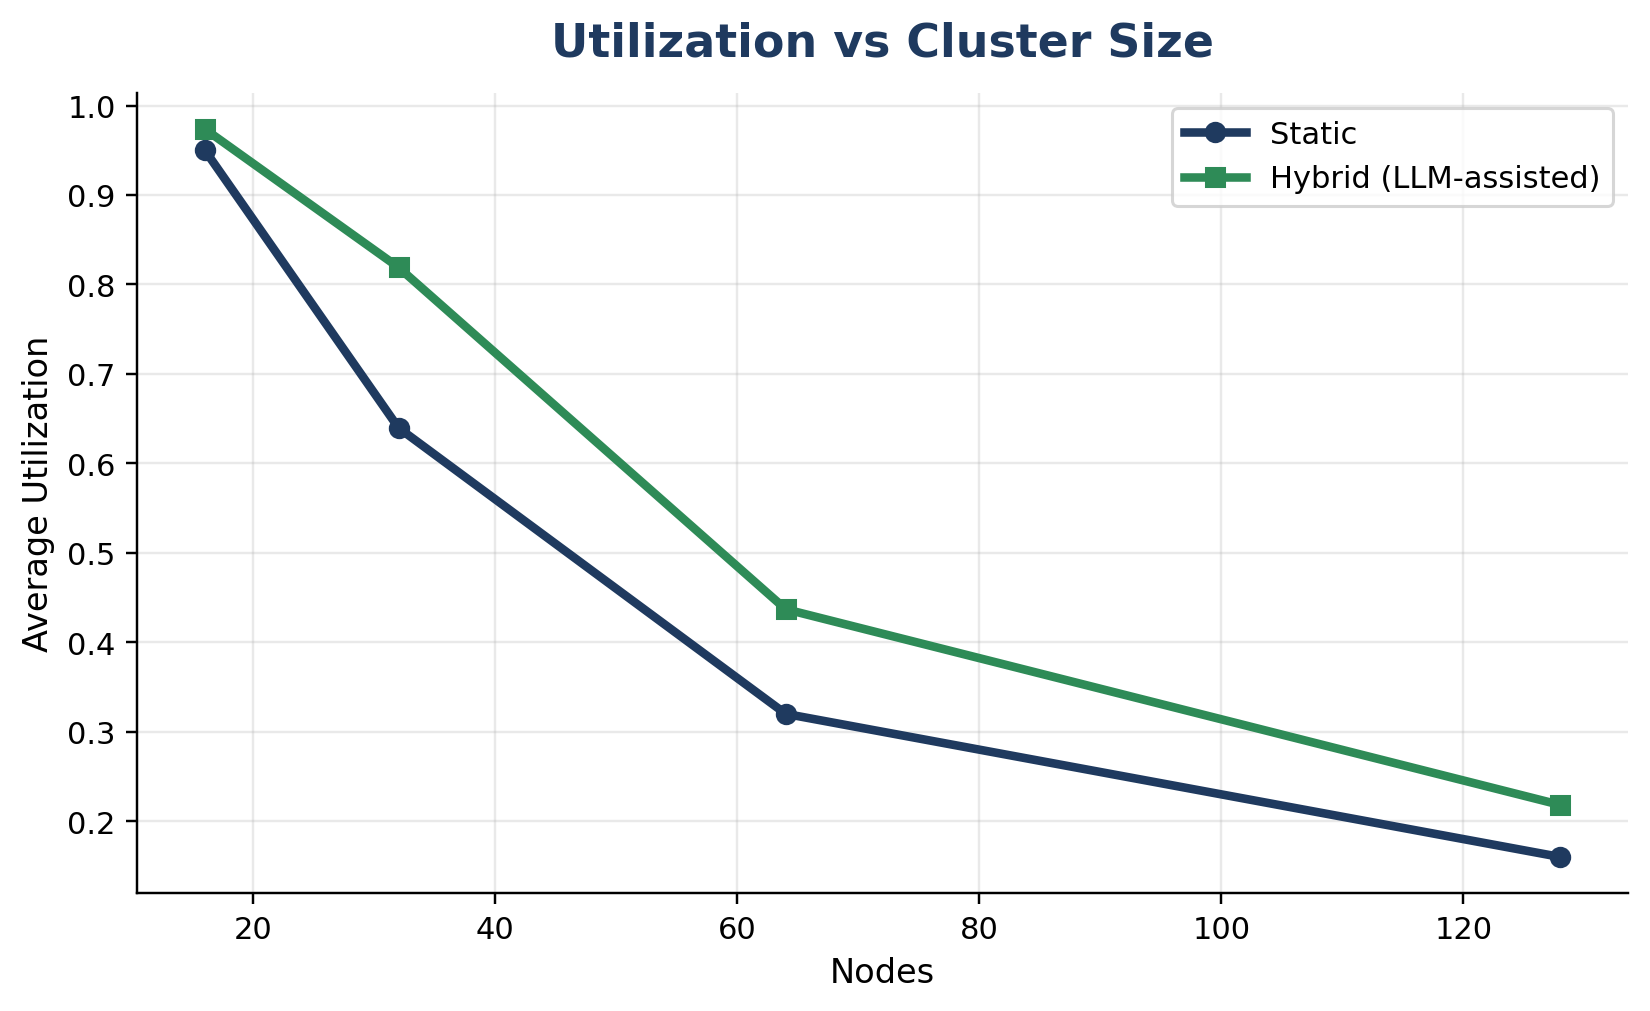 Utilization vs Cluster Size
Static
Hybrid (LLM-assisted)
Average Utilization
1.0
0.9
0.8
0.7
0.6
0.5
0.4
0.3
0.2
20 40 60 80 100 120
Nodes